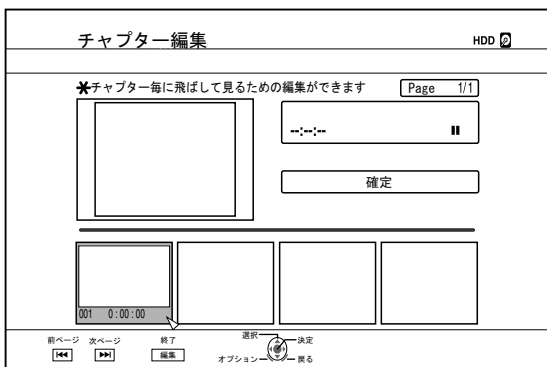 チャプター編集
HDD
*チャプター毎に飛ばして見るための編集ができます
Page 1/1
--:--:--
確定
001 0:00:00
前ページ 次ページ 終了 選択 決定
編集 オプション 戻る